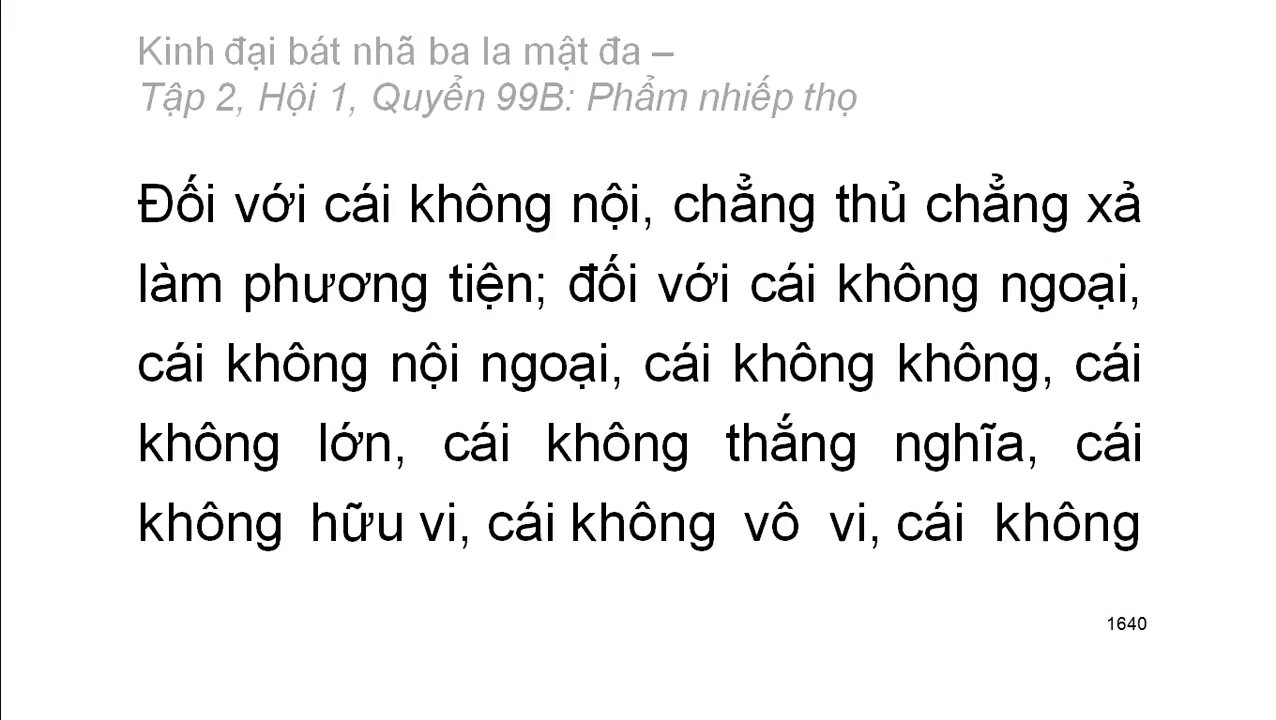 Kinh đại bát nhã ba la mật đa –
Tập 2, Hội 1, Quyển 99B: Phẩm nhiếp thọ
Đối với cái không nội, chẳng thủ chẳng xả
làm phương tiện; đối với cái không ngoại,
cái không nội ngoại, cái không không, cái
không lớn, cái không thắng nghĩa, cái
không hữu vi, cái không vô vi, cái không
1640